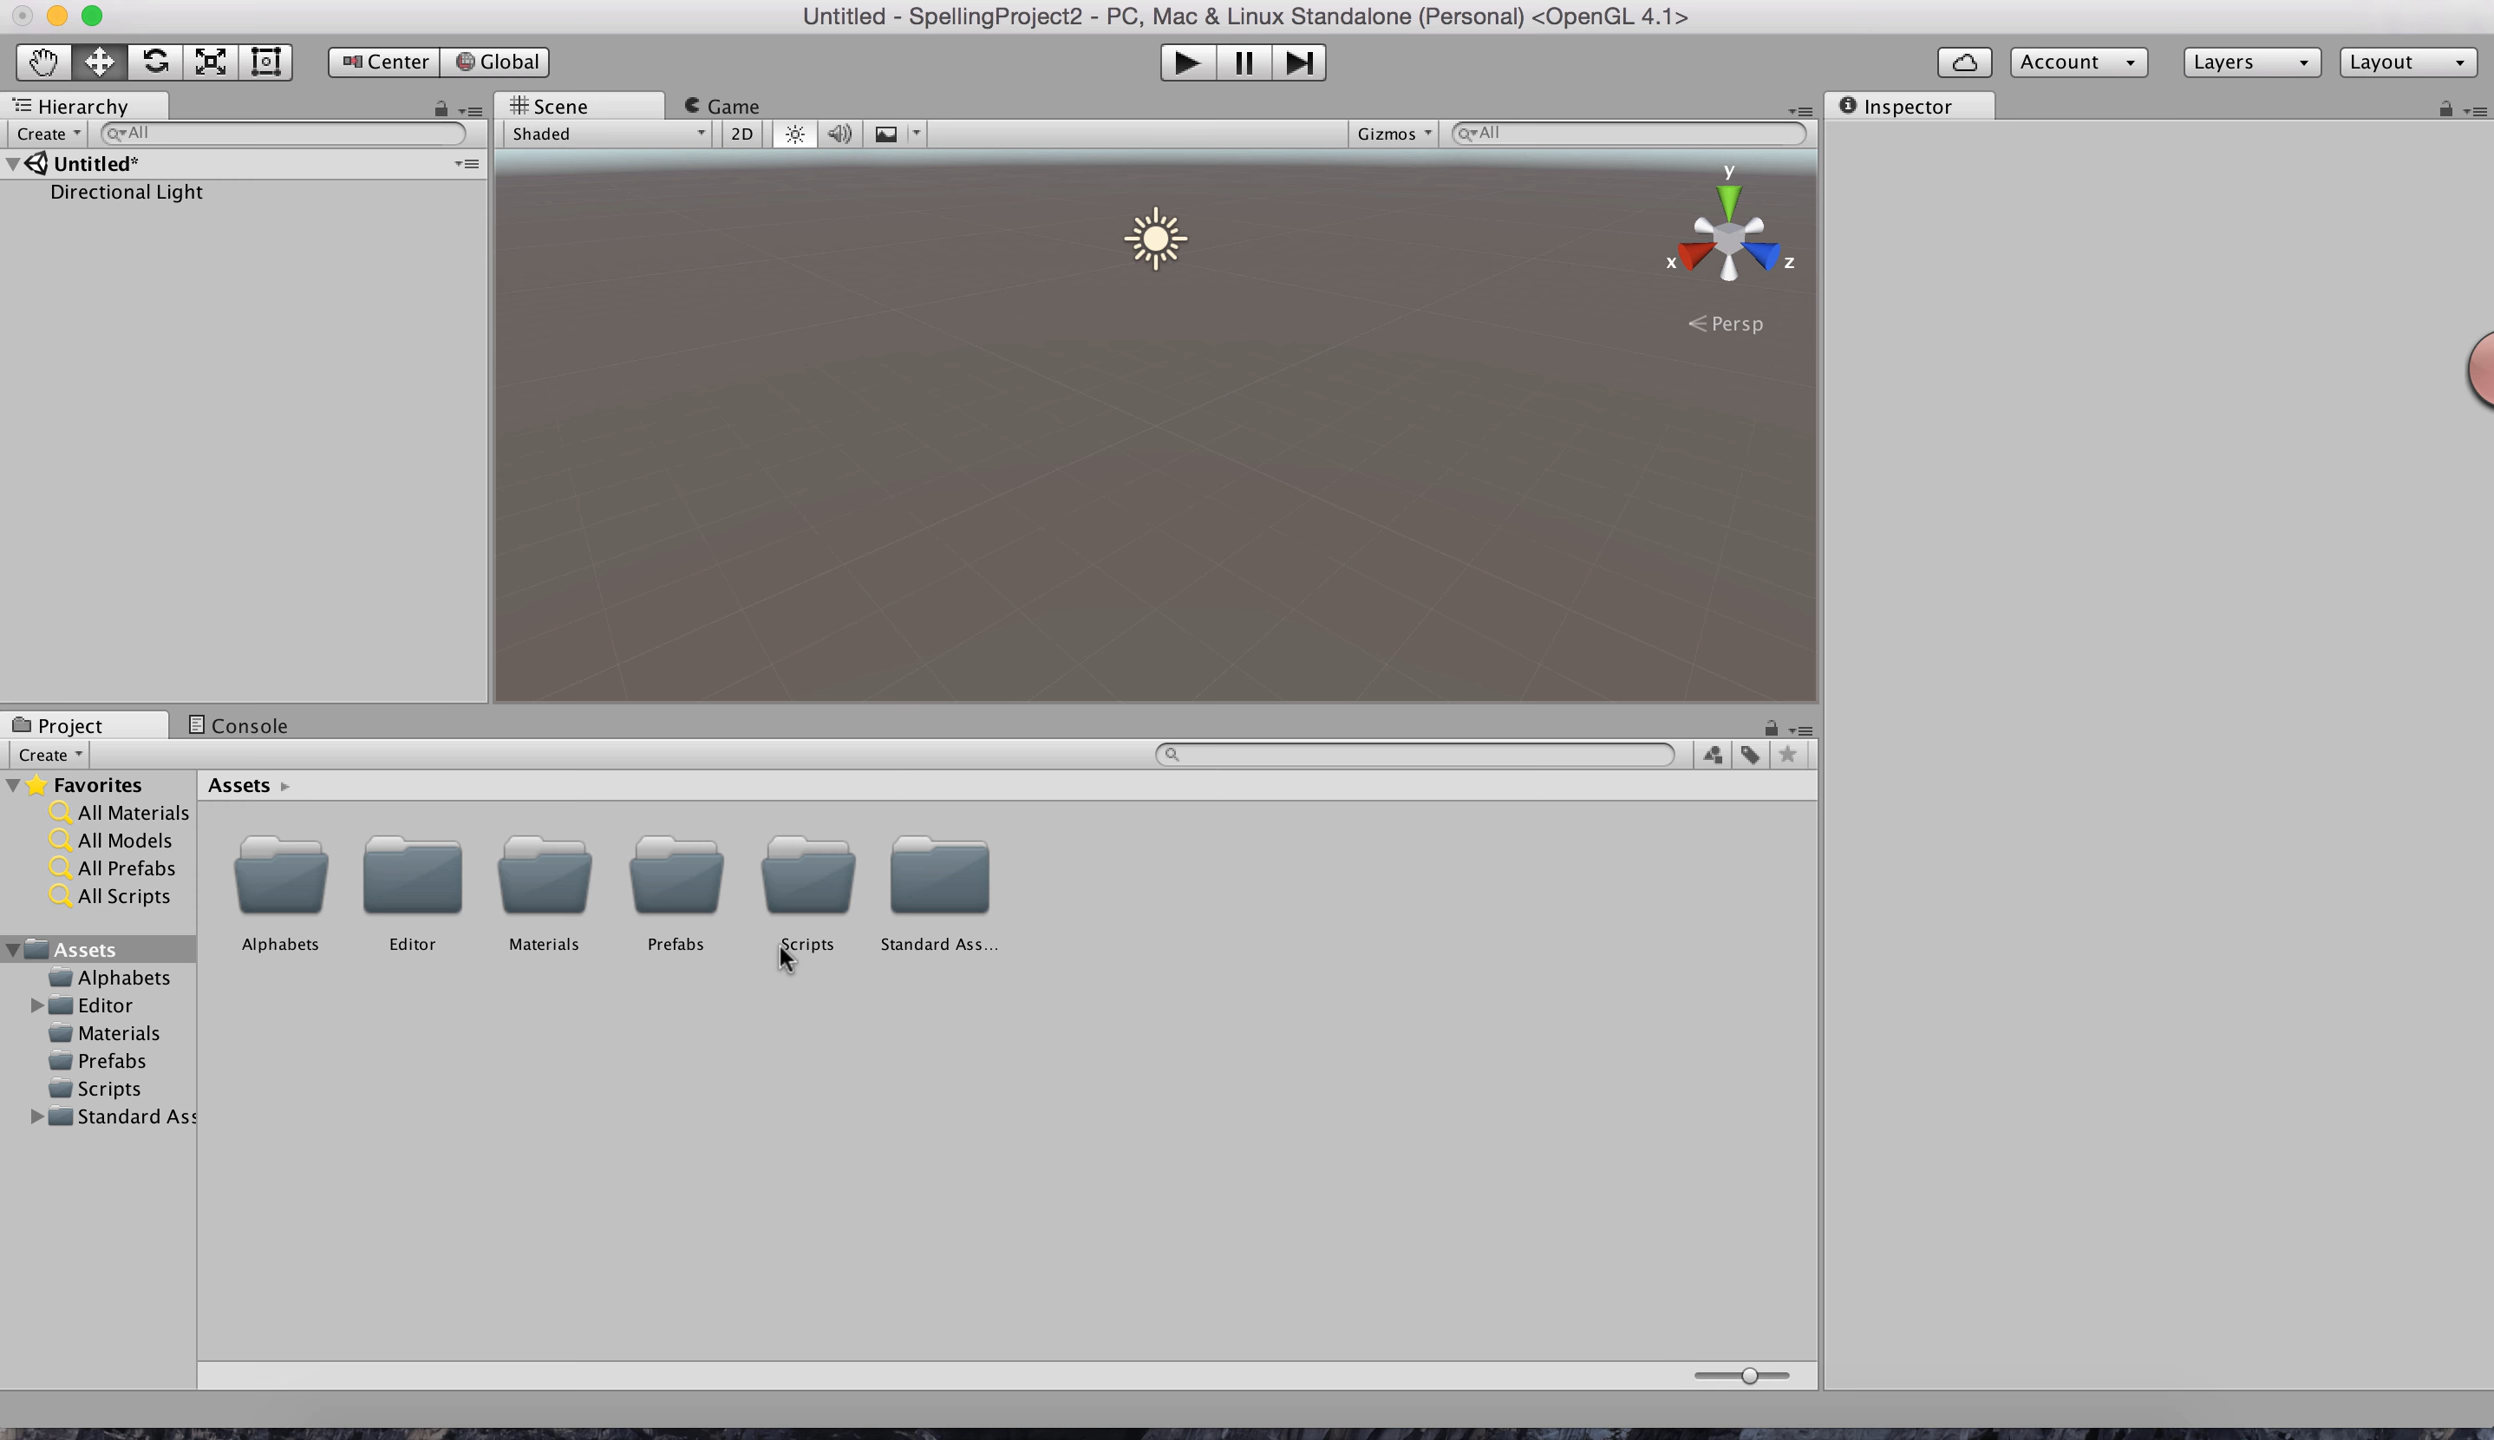 Untitled - SpellingProject2 - PC, Mac & Linux Standalone (Personal) <OpenGL 4.1>
Center Global Account Layers Layout
Hierarchy
Create All
Untitled*
Directional Light
Scene Game
Shaded 2D Gizmos All
y
x z
Persp
Inspector
Project Console
Create
Favorites
All Materials
All Models
All Prefabs
All Scripts
Assets
Alphabets
Editor
Materials
Prefabs
Scripts
Standard Ass
Assets
Alphabets Editor Materials Prefabs Scripts Standard Ass...